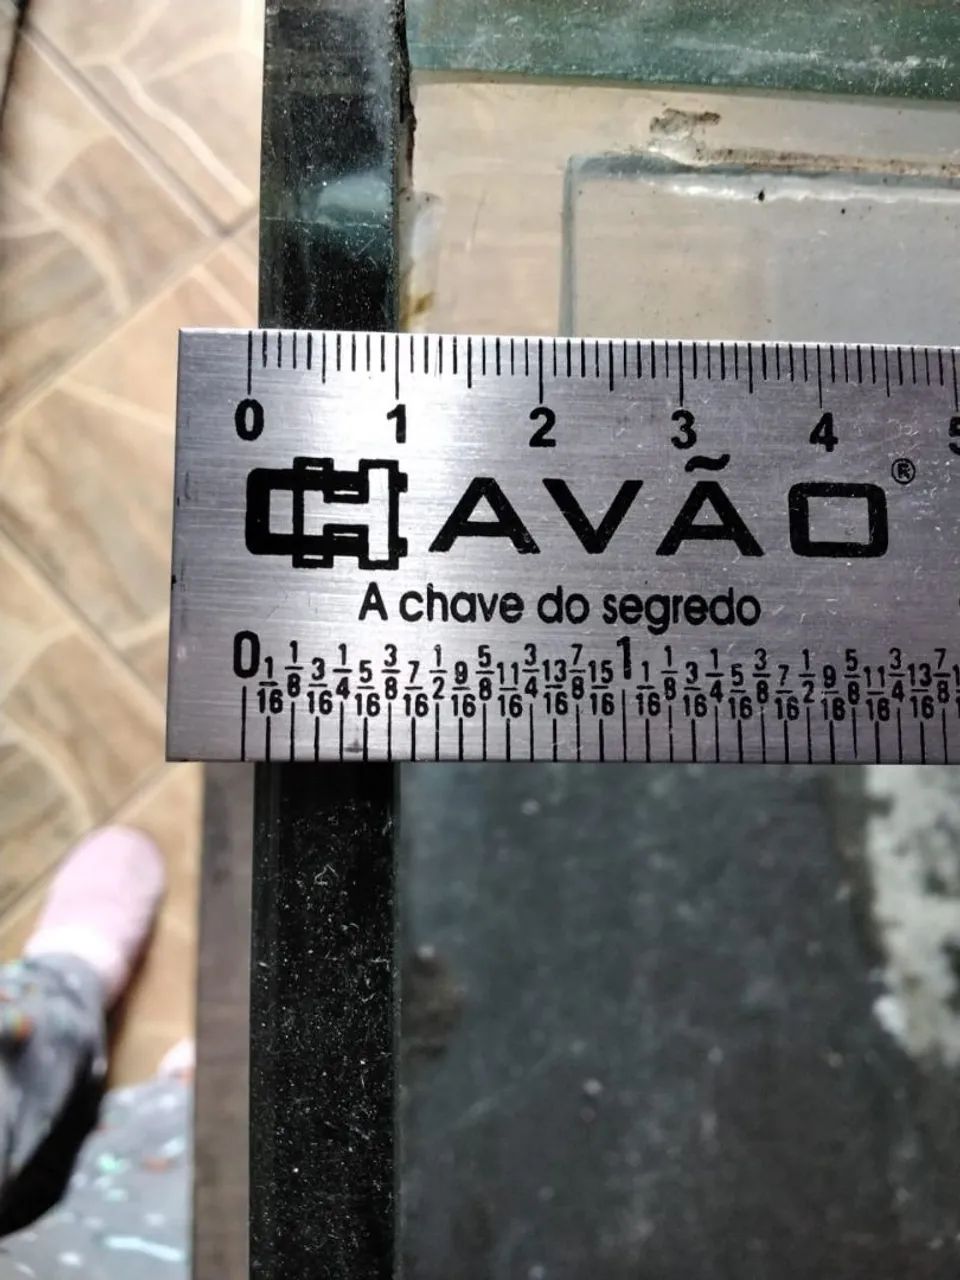 0 1 2 3 4 5
CHAVÃO ®
A chave do segredo
0 1/16 1/8 3/16 1/4 5/16 3/8 7/16 1/2 9/16 5/8 11/16 3/4 13/16 7/8 15/16 1 1/16 1/8 3/16 1/4 5/16 3/8 7/16 1/2 9/16 5/8 11/16 3/4 13/16 7/8